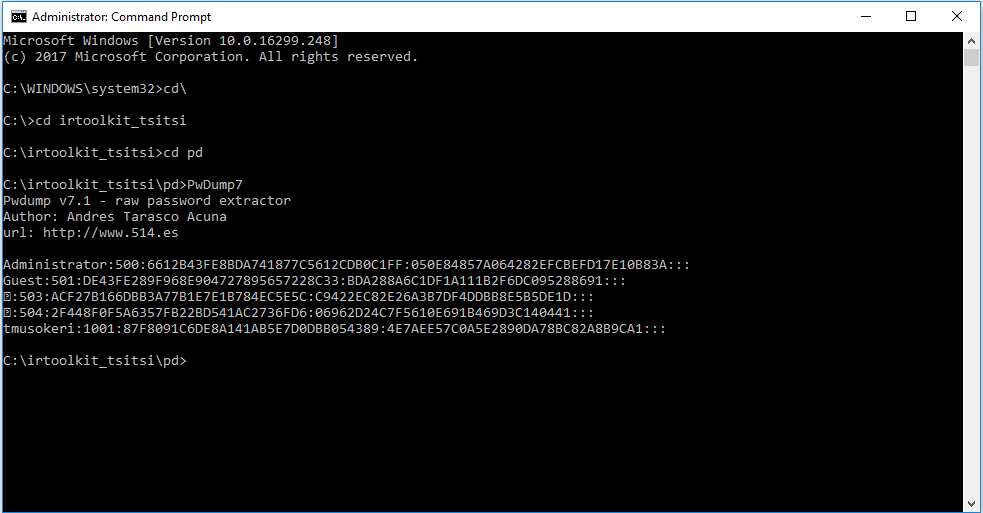 Administrator: Command Prompt
Microsoft Windows [Version 10.0.16299.248]
(c) 2017 Microsoft Corporation. All rights reserved.
C:\WINDOWS\system32>cd\
C:\>cd irtoolkit_tsitsi
C:\irtoolkit_tsitsi>cd pd
C:\irtoolkit_tsitsi\pd>PwDump7
Pwdump v7.1 - raw password extractor
Author: Andres Tarasco Acuna
url: http://www.514.es
Administrator:500:6612B43FE8BDA741877C5612CDB0C1FF:050E84857A064282EFCBEFD17E10B83A:::
Guest:501:DE43FE289F968E904727895657228C33:BDA288A6C1DF1A111B2F6DC095288691:::
⍰:503:ACF27B166DBB3A77B1E7E1B784EC5E5C:C9422EC82E26A3B7DF4DDBB8E5B5DE1D:::
⍰:504:2F448F0F5A6357FB22BD541AC2736FD6:06962D24C7F5610E691B469D3C140441:::
tmusokeri:1001:87F8091C6DE8A141AB5E7D0DBB054389:4E7AEE57C0A5E2890DA78BC82A8B9CA1:::
C:\irtoolkit_tsitsi\pd>